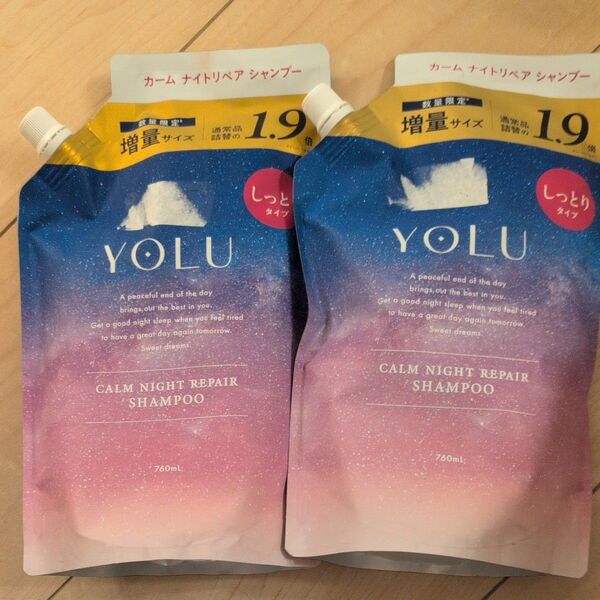 カーム ナイトリペア シャンプー
数量限定
増量サイズ
通常品
詰替の
1.9倍
しっとり
タイプ
YOLU
A peaceful end of the day
brings out the best in you.
Get a good night sleep when you feel tired
to have a great day again tomorrow.
Sweet dreams.
CALM NIGHT REPAIR
SHAMPOO
760mL
カーム ナイトリペア シャンプー
数量限定
増量サイズ
通常品
詰替の
1.9倍
しっとり
タイプ
YOLU
A peaceful end of the day
brings out the best in you.
Get a good night sleep when you feel tired
to have a great day again tomorrow.
Sweet dreams.
CALM NIGHT REPAIR
SHAMPOO
760mL